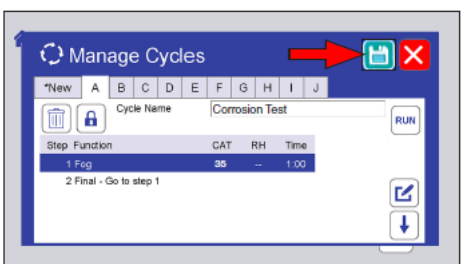 Manage Cycles
*New A B C D E F G H I J
Cycle Name Corrosion Test
RUN
Step Function CAT RH Time
1 Fog 35 -- 1:00
2 Final - Go to step 1